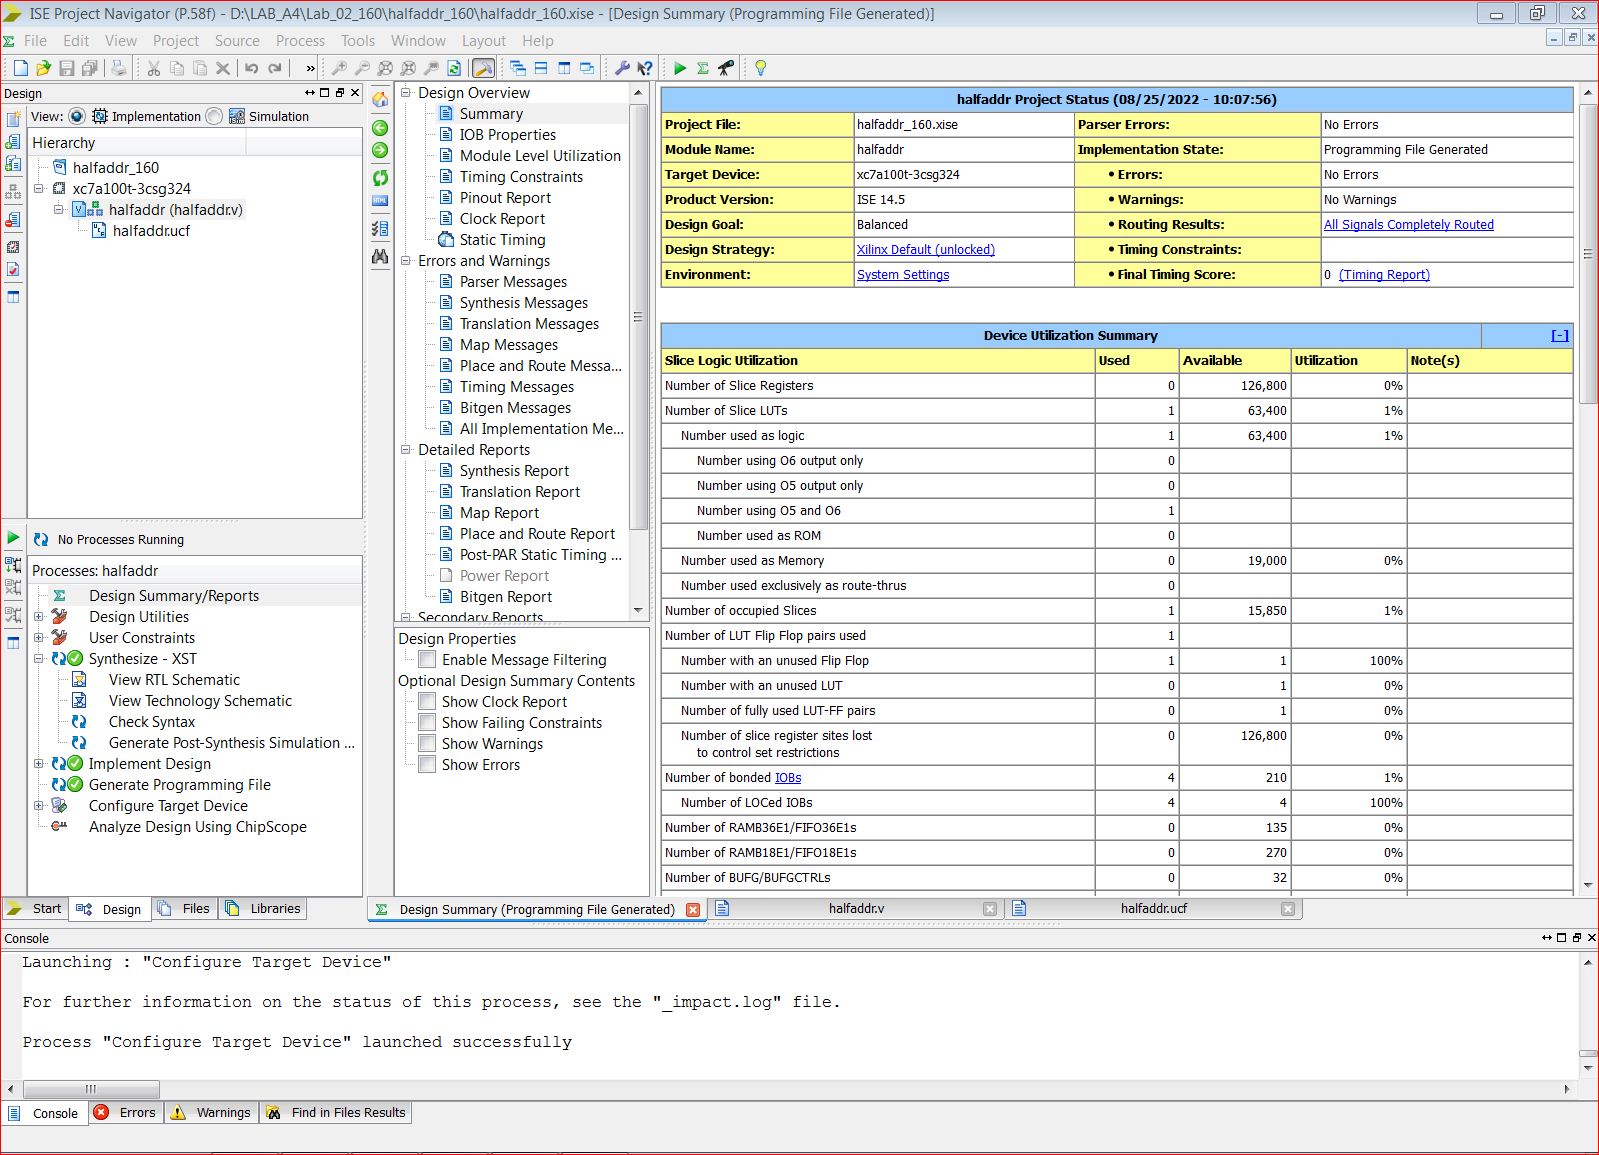 ISE Project Navigator (P.58f) - D:\LAB_A4\Lab_02_160\halfaddr_160\halfaddr_160.xise - [Design Summary (Programming File Generated)]
File Edit View Project Source Process Tools Window Layout Help
Design
View: Implementation Simulation
Hierarchy
halfaddr_160
xc7a100t-3csg324
halfaddr (halfaddr.v)
halfaddr.ucf
No Processes Running
Processes: halfaddr
Design Summary/Reports
Design Utilities
User Constraints
Synthesize - XST
View RTL Schematic
View Technology Schematic
Check Syntax
Generate Post-Synthesis Simulation ...
Implement Design
Generate Programming File
Configure Target Device
Analyze Design Using ChipScope
Start Design Files Libraries
Design Overview
Summary
IOB Properties
Module Level Utilization
Timing Constraints
Pinout Report
Clock Report
Static Timing
Errors and Warnings
Parser Messages
Synthesis Messages
Translation Messages
Map Messages
Place and Route Messa...
Timing Messages
Bitgen Messages
All Implementation Me...
Detailed Reports
Synthesis Report
Translation Report
Map Report
Place and Route Report
Post-PAR Static Timing ...
Power Report
Bitgen Report
Secondary Reports
Design Properties
Enable Message Filtering
Optional Design Summary Contents
Show Clock Report
Show Failing Constraints
Show Warnings
Show Errors
halfaddr Project Status (08/25/2022 - 10:07:56)
Project File: halfaddr_160.xise Parser Errors: No Errors
Module Name: halfaddr Implementation State: Programming File Generated
Target Device: xc7a100t-3csg324 • Errors: No Errors
Product Version: ISE 14.5 • Warnings: No Warnings
Design Goal: Balanced • Routing Results: All Signals Completely Routed
Design Strategy: Xilinx Default (unlocked) • Timing Constraints:
Environment: System Settings • Final Timing Score: 0 (Timing Report)
Device Utilization Summary [-]
Slice Logic Utilization Used Available Utilization Note(s)
Number of Slice Registers 0 126,800 0%
Number of Slice LUTs 1 63,400 1%
Number used as logic 1 63,400 1%
Number using O6 output only 0
Number using O5 output only 0
Number using O5 and O6 1
Number used as ROM 0
Number used as Memory 0 19,000 0%
Number used exclusively as route-thrus 0
Number of occupied Slices 1 15,850 1%
Number of LUT Flip Flop pairs used 1
Number with an unused Flip Flop 1 1 100%
Number with an unused LUT 0 1 0%
Number of fully used LUT-FF pairs 0 1 0%
Number of slice register sites lost
to control set restrictions 0 126,800 0%
Number of bonded IOBs 4 210 1%
Number of LOCed IOBs 4 4 100%
Number of RAMB36E1/FIFO36E1s 0 135 0%
Number of RAMB18E1/FIFO18E1s 0 270 0%
Number of BUFG/BUFGCTRLs 0 32 0%
Design Summary (Programming File Generated) halfaddr.v halfaddr.ucf
Console
Launching : "Configure Target Device"
For further information on the status of this process, see the "_impact.log" file.
Process "Configure Target Device" launched successfully
Console Errors Warnings Find in Files Results